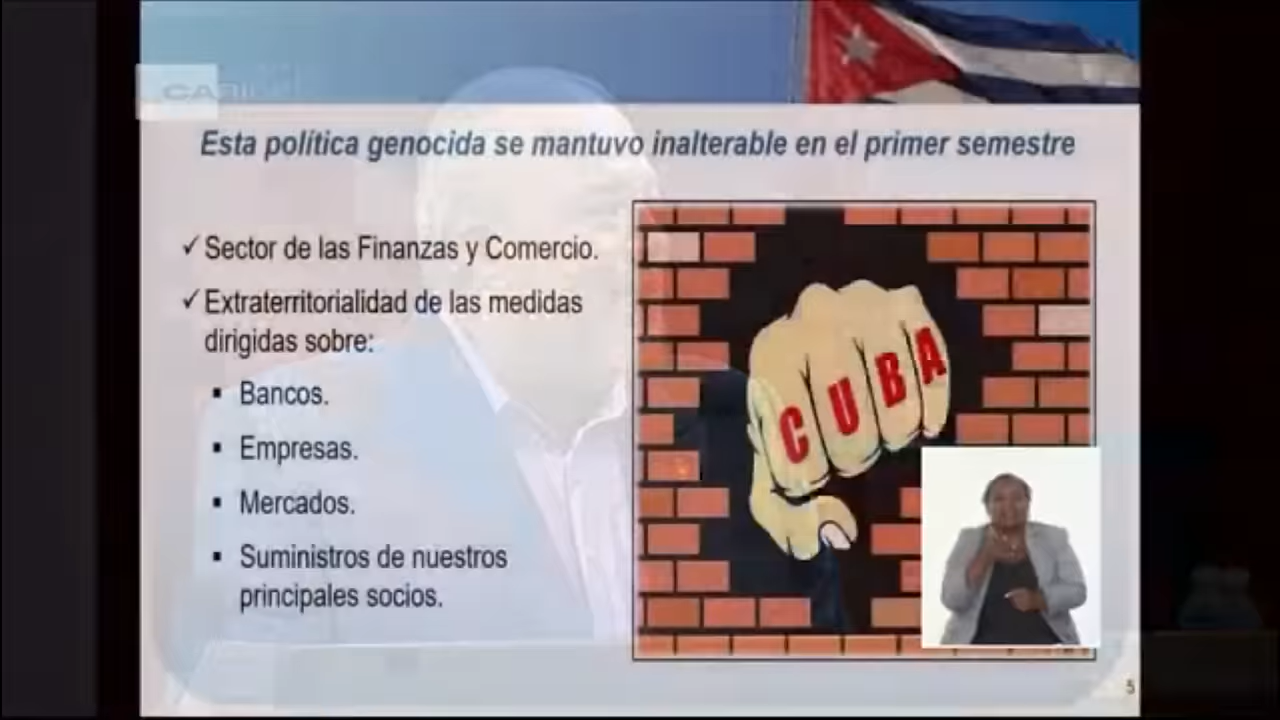 Esta política genocida se mantuvo inalterable en el primer semestre
✓ Sector de las Finanzas y Comercio.
✓ Extraterritorialidad de las medidas
dirigidas sobre:
▪ Bancos.
▪ Empresas.
▪ Mercados.
▪ Suministros de nuestros
principales socios.
CUBA
5